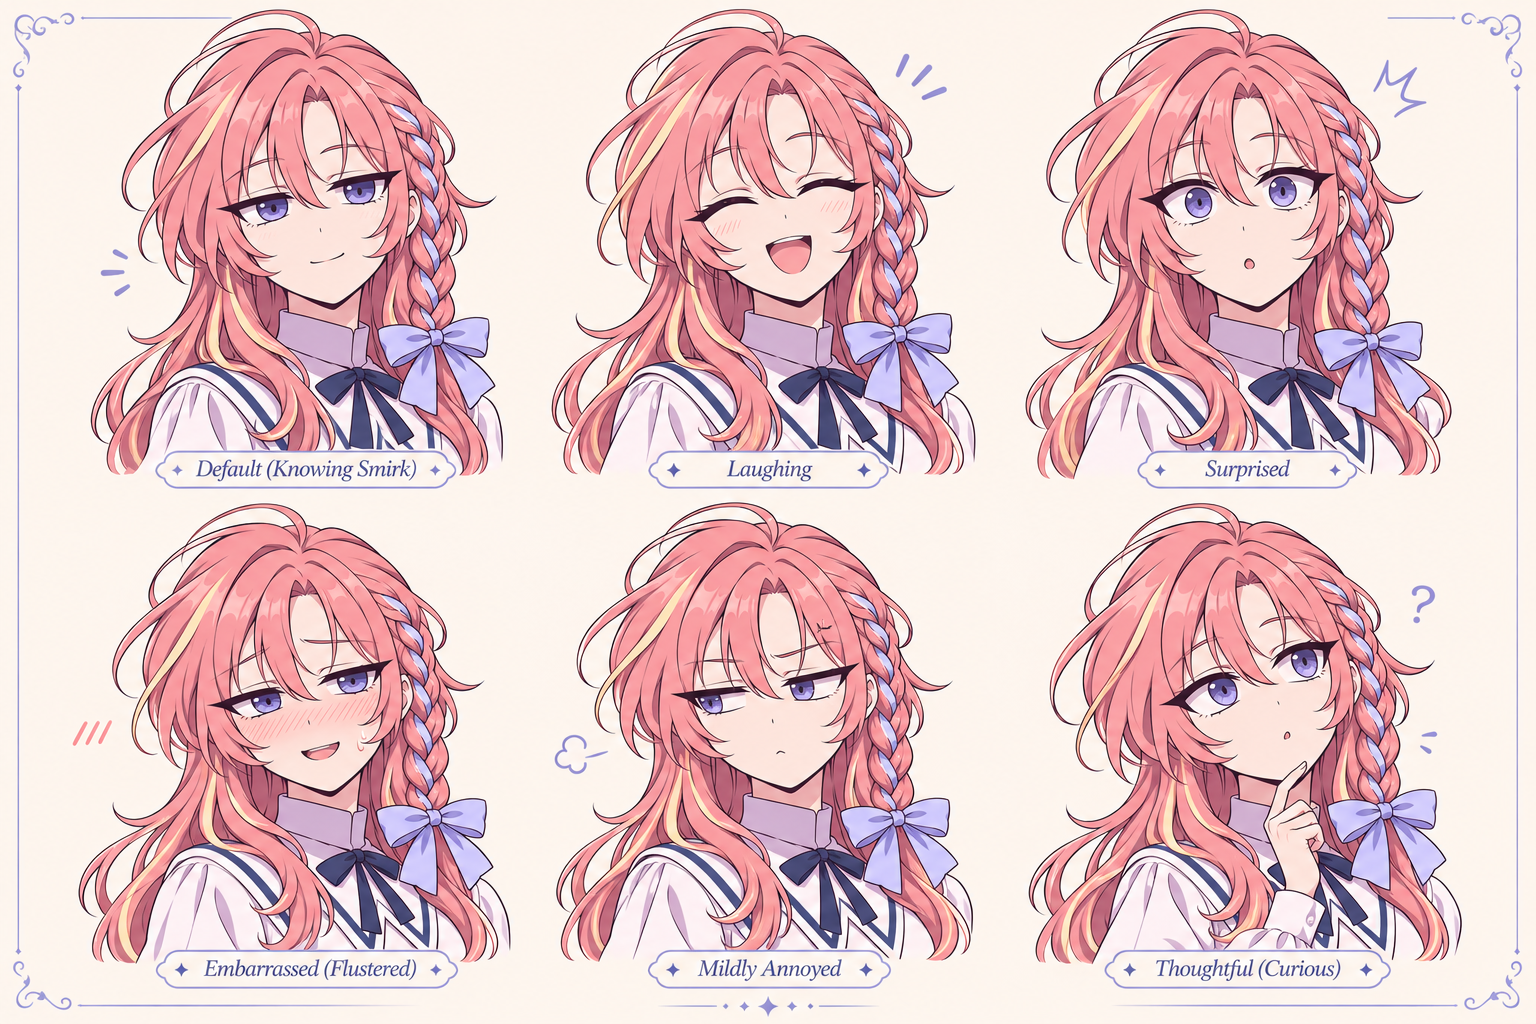 Default (Knowing Smirk)
Laughing
Surprised
?
Embarrassed (Flustered)
Mildly Annoyed
Thoughtful (Curious)